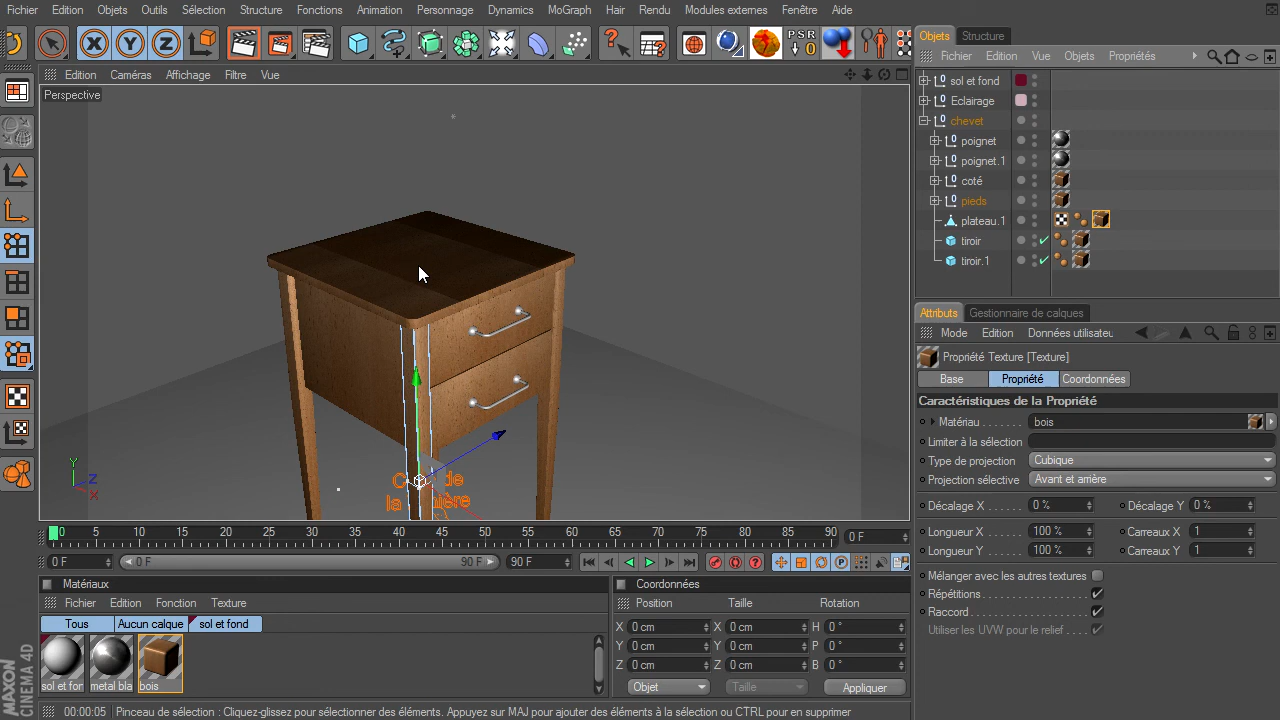 Fichier Edition Objets Outils Sélection Structure Fonctions Animation Personnage Dynamics MoGraph Hair Rendu Modules externes Fenêtre Aide
X Y Z PSR 0
Edition Caméras Affichage Filtre Vue
Perspective
Y Z X
0 5 10 15 20 25 30 35 40 45 50 55 60 65 70 75 80 85 90 0 F
0 F 0 F 90 F 90 F
Matériaux
Fichier Edition Fonction Texture
Tous Aucun calque sol et fond
sol et for metal bla bois
Coordonnées
Position Taille Rotation
X 0 cm X 0 cm H 0 °
Y 0 cm Y 0 cm P 0 °
Z 0 cm Z 0 cm B 0 °
Objet Taille Appliquer
MAXON CINEMA 4D
00:00:05 Pinceau de sélection : Cliquez-glissez pour sélectionner des éléments. Appuyez sur MAJ pour ajouter des éléments à la sélection ou CTRL pour en supprimer
Objets Structure
Fichier Edition Vue Objets Propriétés
sol et fond
Eclairage
chevet
poignet
poignet.1
coté
pieds
plateau.1
tiroir
tiroir.1
Attributs Gestionnaire de calques
Mode Edition Données utilisateu
Propriété Texture [Texture]
Base Propriété Coordonnées
Caractéristiques de la Propriété
Matériau bois
Limiter à la sélection
Type de projection Cubique
Projection sélective Avant et arrière
Décalage X 0 % Décalage Y 0 %
Longueur X 100 % Carreaux X 1
Longueur Y 100 % Carreaux Y 1
Mélanger avec les autres textures
Répétitions
Raccord
Utiliser les UVW pour le relief